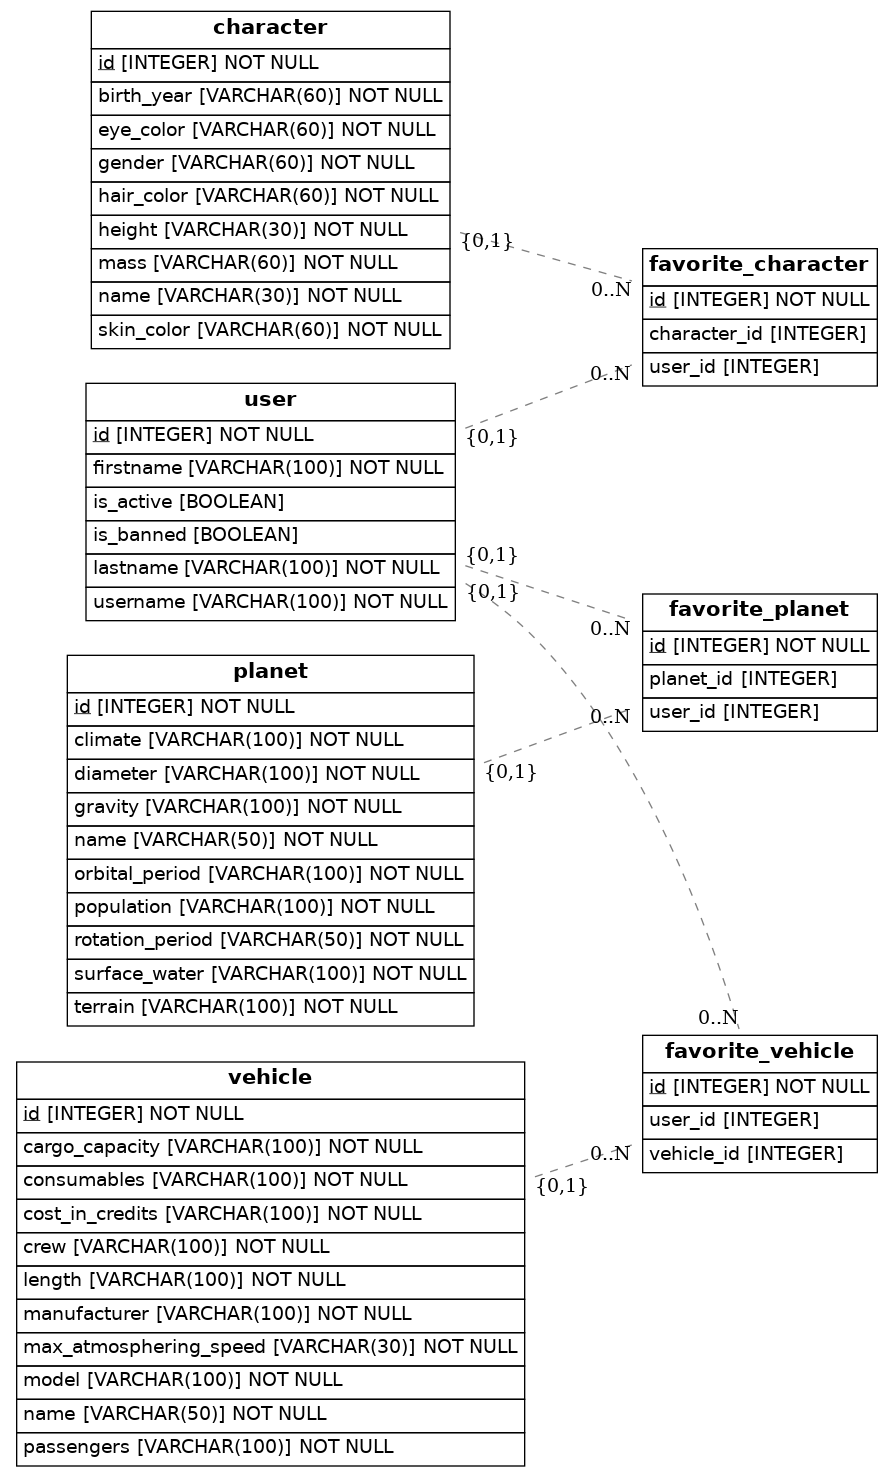 character
id [INTEGER] NOT NULL
birth_year [VARCHAR(60)] NOT NULL
eye_color [VARCHAR(60)] NOT NULL
gender [VARCHAR(60)] NOT NULL
hair_color [VARCHAR(60)] NOT NULL
height [VARCHAR(30)] NOT NULL
mass [VARCHAR(60)] NOT NULL
name [VARCHAR(30)] NOT NULL
skin_color [VARCHAR(60)] NOT NULL
{0,1}
0..N
favorite_character
id [INTEGER] NOT NULL
character_id [INTEGER]
user_id [INTEGER]
0..N
{0,1}
user
id [INTEGER] NOT NULL
firstname [VARCHAR(100)] NOT NULL
is_active [BOOLEAN]
is_banned [BOOLEAN]
lastname [VARCHAR(100)] NOT NULL
username [VARCHAR(100)] NOT NULL
{0,1}
{0,1}
0..N
favorite_planet
id [INTEGER] NOT NULL
planet_id [INTEGER]
user_id [INTEGER]
0..N
{0,1}
planet
id [INTEGER] NOT NULL
climate [VARCHAR(100)] NOT NULL
diameter [VARCHAR(100)] NOT NULL
gravity [VARCHAR(100)] NOT NULL
name [VARCHAR(50)] NOT NULL
orbital_period [VARCHAR(100)] NOT NULL
population [VARCHAR(100)] NOT NULL
rotation_period [VARCHAR(50)] NOT NULL
surface_water [VARCHAR(100)] NOT NULL
terrain [VARCHAR(100)] NOT NULL
0..N
favorite_vehicle
id [INTEGER] NOT NULL
user_id [INTEGER]
vehicle_id [INTEGER]
0..N
{0,1}
vehicle
id [INTEGER] NOT NULL
cargo_capacity [VARCHAR(100)] NOT NULL
consumables [VARCHAR(100)] NOT NULL
cost_in_credits [VARCHAR(100)] NOT NULL
crew [VARCHAR(100)] NOT NULL
length [VARCHAR(100)] NOT NULL
manufacturer [VARCHAR(100)] NOT NULL
max_atmosphering_speed [VARCHAR(30)] NOT NULL
model [VARCHAR(100)] NOT NULL
name [VARCHAR(50)] NOT NULL
passengers [VARCHAR(100)] NOT NULL